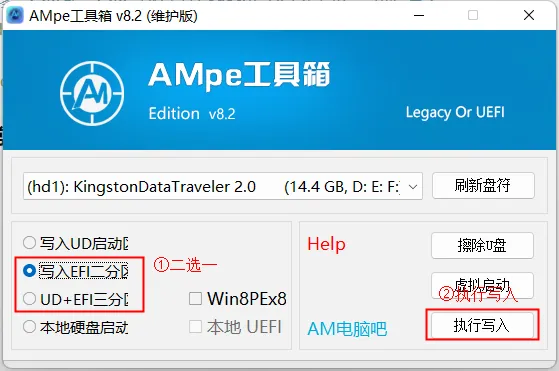 AMpe工具箱 v8.2 (维护版)
AM
AMpe工具箱
Edition v8.2
Legacy Or UEFI
(hd1): KingstonDataTraveler 2.0 (14.4 GB, D: E: F:
刷新盘符
写入UD启动区
Help
擦除U盘
写入EFI二分区
①二选一
虚拟启动
②执行写入
UD+EFI三分区
Win8PEx8
本地硬盘启动
本地 UEFI
AM电脑吧
执行写入